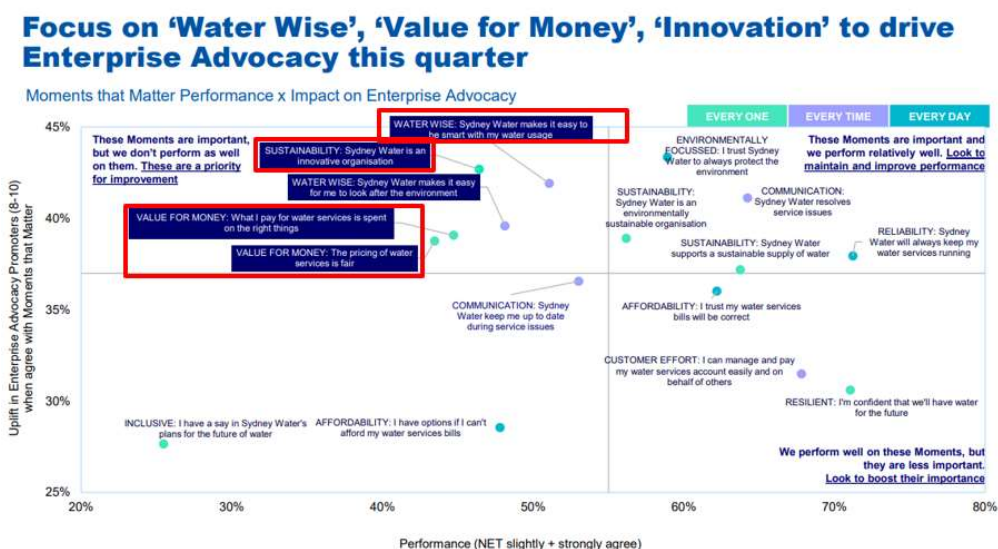 Focus on ‘Water Wise’, ‘Value for Money’, ‘Innovation’ to drive
Enterprise Advocacy this quarter
Moments that Matter Performance x Impact on Enterprise Advocacy
EVERY ONE
EVERY TIME
EVERY DAY
Uplift in Enterprise Advocacy Promoters (8-10)
when agree with Moments that Matter
45%
40%
35%
30%
25%
These Moments are important,
but we don't perform as well
on them. These are a priority
for improvement
WATER WISE: Sydney Water makes it easy to
be smart with my water usage
SUSTAINABILITY: Sydney Water is an
innovative organisation
WATER WISE: Sydney Water makes it easy
for me to look after the environment
VALUE FOR MONEY: What I pay for water services is spent
on the right things
VALUE FOR MONEY: The pricing of water
services is fair
ENVIRONMENTALLY
FOCUSSED: I trust Sydney
Water to always protect the
environment
These Moments are important and
we perform relatively well. Look to
maintain and improve performance
SUSTAINABILITY:
Sydney Water is an
environmentally
sustainable organisation
COMMUNICATION:
Sydney Water resolves
service issues
SUSTAINABILITY: Sydney Water
supports a sustainable supply of water
RELIABILITY: Sydney
Water will always keep my
water services running
COMMUNICATION: Sydney
Water keep me up to date
during service issues
AFFORDABILITY: I trust my water services
bills will be correct
CUSTOMER EFFORT: I can manage and pay
my water services account easily and on
behalf of others
RESILIENT: I'm confident that we'll have water
for the future
INCLUSIVE: I have a say in Sydney Water's
plans for the future of water
AFFORDABILITY: I have options if I can't
afford my water services bills
We perform well on these Moments, but
they are less important.
Look to boost their importance
20%
30%
40%
50%
60%
70%
80%
Performance (NET slightly + strongly agree)